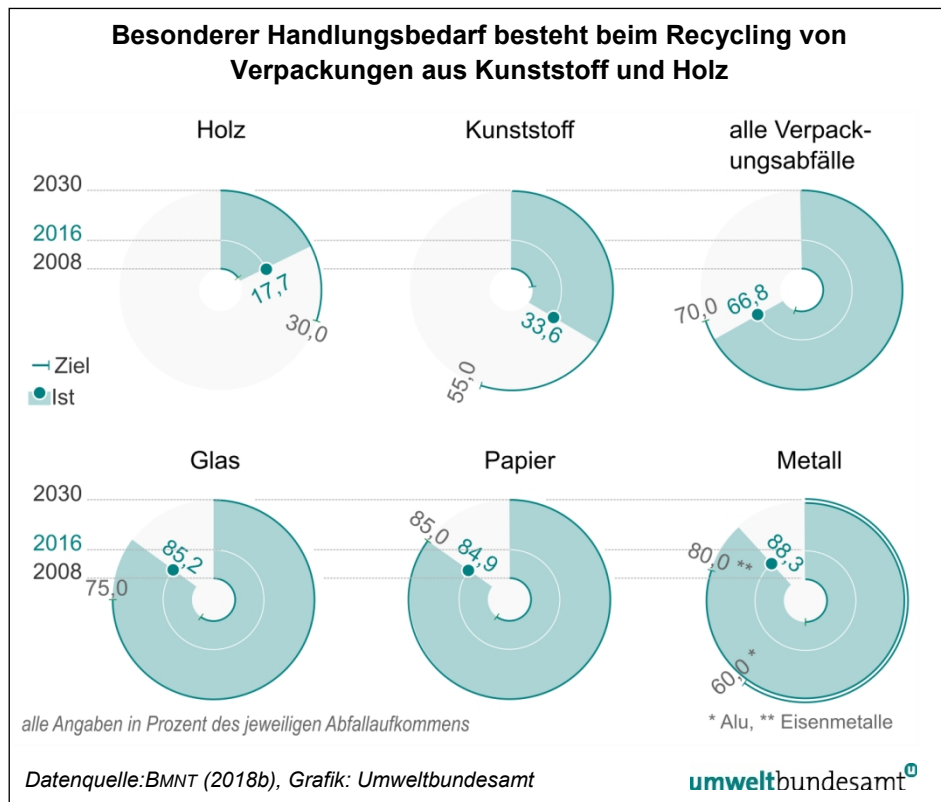 Besonderer Handlungsbedarf besteht beim Recycling von
Verpackungen aus Kunststoff und Holz
Holz
Kunststoff
alle Verpack-
ungsabfälle
2030
2016
2008
17,7
30,0
33,6
55,0
66,8
70,0
Ziel
Ist
Glas
Papier
Metall
2030
2016
2008
85,2
75,0
84,9
85,0
88,3
80,0 **
60,0 *
alle Angaben in Prozent des jeweiligen Abfallaufkommens
* Alu, ** Eisenmetalle
Datenquelle:BMNT (2018b), Grafik: Umweltbundesamt
umweltbundesamt
u